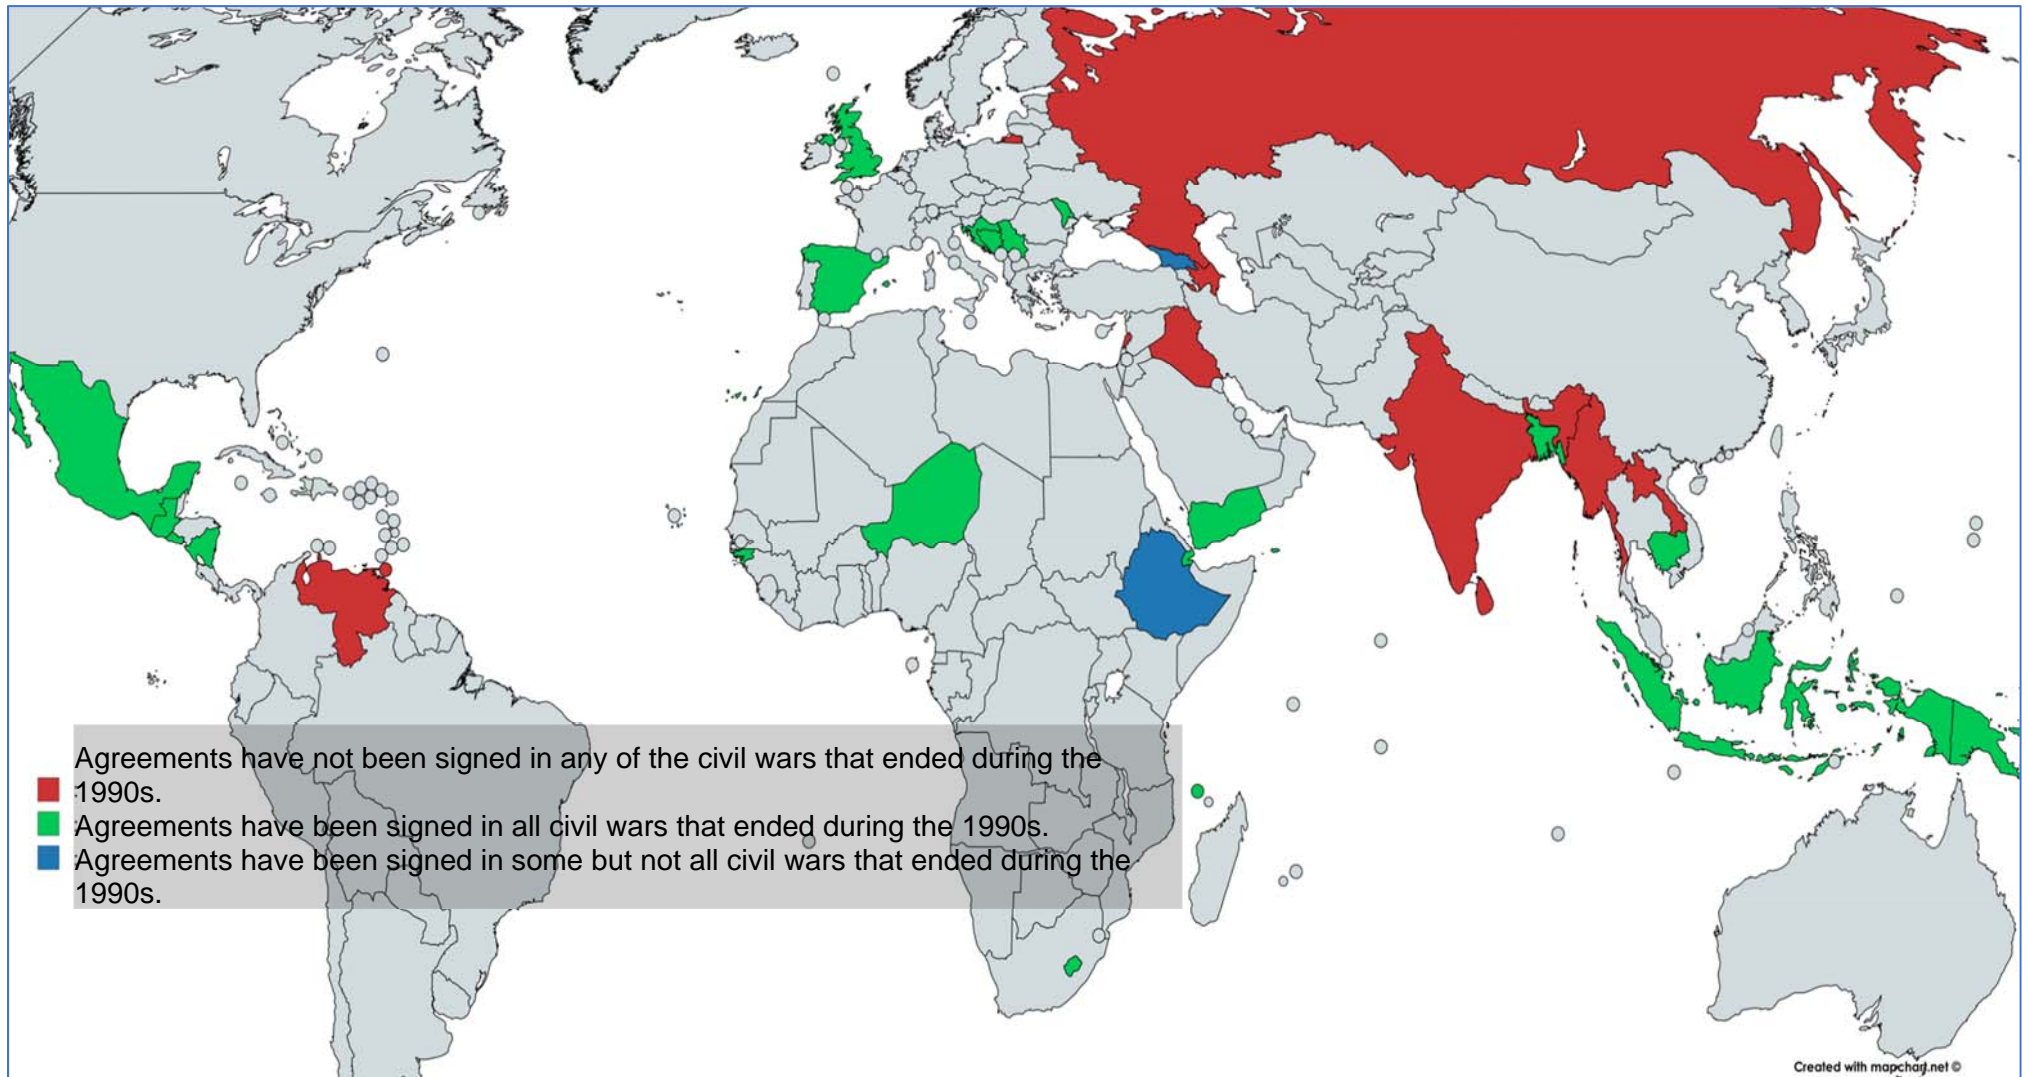 Agreements have not been signed in any of the civil wars that ended during the
1990s.
Agreements have been signed in all civil wars that ended during the 1990s.
Agreements have been signed in some but not all civil wars that ended during the
1990s.
Created with mapchart.net ©